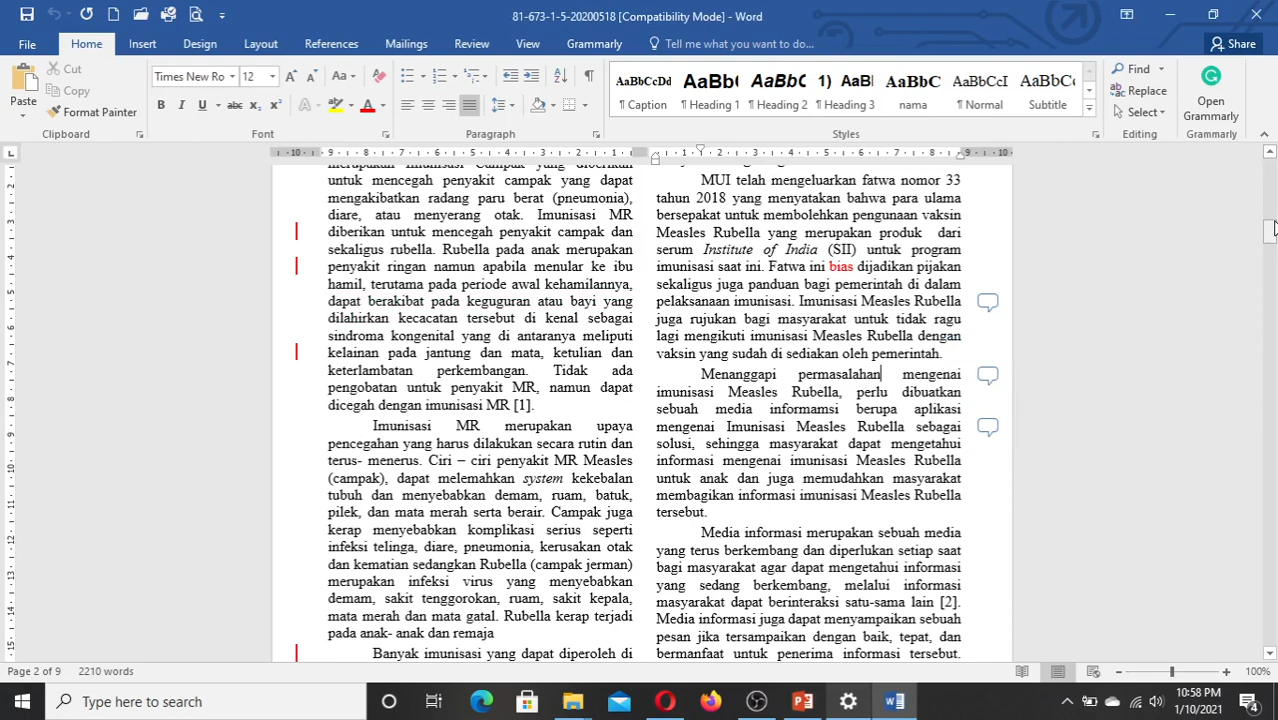 81-673-1-5-20200518 [Compatibility Mode] - Word
File Home Insert Design Layout References Mailings Review View Grammarly Tell me what you want to do... Share
Paste
Cut
Copy
Format Painter
Clipboard
Times New Ro 12
Font
Paragraph
AaBbCcDd ¶ Caption
¶ Heading 1
AaBbC ¶ Heading 2
1) AaBl ¶ Heading 3
AaBbC nama
AaBbCcI ¶ Normal
AaBbCc Subtitle
Styles
Find
Replace
Select
Editing
Open Grammarly
Grammarly
untuk mencegah penyakit campak yang dapat
mengakibatkan radang paru berat (pneumonia),
diare, atau menyerang otak. Imunisasi MR
diberikan untuk mencegah penyakit campak dan
sekaligus rubella. Rubella pada anak merupakan
penyakit ringan namun apabila menular ke ibu
hamil, terutama pada periode awal kehamilannya,
dapat berakibat pada keguguran atau bayi yang
dilahirkan kecacatan tersebut di kenal sebagai
sindroma kongenital yang di antaranya meliputi
kelainan pada jantung dan mata, ketulian dan
keterlambatan perkembangan. Tidak ada
pengobatan untuk penyakit MR, namun dapat
dicegah dengan imunisasi MR [1].
Imunisasi MR merupakan upaya
pencegahan yang harus dilakukan secara rutin dan
terus- menerus. Ciri – ciri penyakit MR Measles
(campak), dapat melemahkan system kekebalan
tubuh dan menyebabkan demam, ruam, batuk,
pilek, dan mata merah serta berair. Campak juga
kerap menyebabkan komplikasi serius seperti
infeksi telinga, diare, pneumonia, kerusakan otak
dan kematian sedangkan Rubella (campak jerman)
merupakan infeksi virus yang menyebabkan
demam, sakit tenggorokan, ruam, sakit kepala,
mata merah dan mata gatal. Rubella kerap terjadi
pada anak- anak dan remaja
Banyak imunisasi yang dapat diperoleh di
MUI telah mengeluarkan fatwa nomor 33
tahun 2018 yang menyatakan bahwa para ulama
bersepakat untuk membolehkan pengunaan vaksin
Measles Rubella yang merupakan produk dari
serum Institute of India (SII) untuk program
imunisasi saat ini. Fatwa ini bias dijadikan pijakan
sekaligus juga panduan bagi pemerintah di dalam
pelaksanaan imunisasi. Imunisasi Measles Rubella
juga rujukan bagi masyarakat untuk tidak ragu
lagi mengikuti imunisasi Measles Rubella dengan
vaksin yang sudah di sediakan oleh pemerintah.
Menanggapi permasalahan mengenai
imunisasi Measles Rubella, perlu dibuatkan
sebuah media informamsi berupa aplikasi
mengenai Imunisasi Measles Rubella sebagai
solusi, sehingga masyarakat dapat mengetahui
informasi mengenai imunisasi Measles Rubella
untuk anak dan juga memudahkan masyarakat
membagikan informasi imunisasi Measles Rubella
tersebut.
Media informasi merupakan sebuah media
yang terus berkembang dan diperlukan setiap saat
bagi masyarakat agar dapat mengetahui informasi
yang sedang berkembang, melalui informasi
masyarakat dapat berinteraksi satu-sama lain [2].
Media informasi juga dapat menyampaikan sebuah
pesan jika tersampaikan dengan baik, tepat, dan
bermanfaat untuk penerima informasi tersebut.
Page 2 of 9 2210 words 100%
Type here to search
10:58 PM
1/10/2021
4